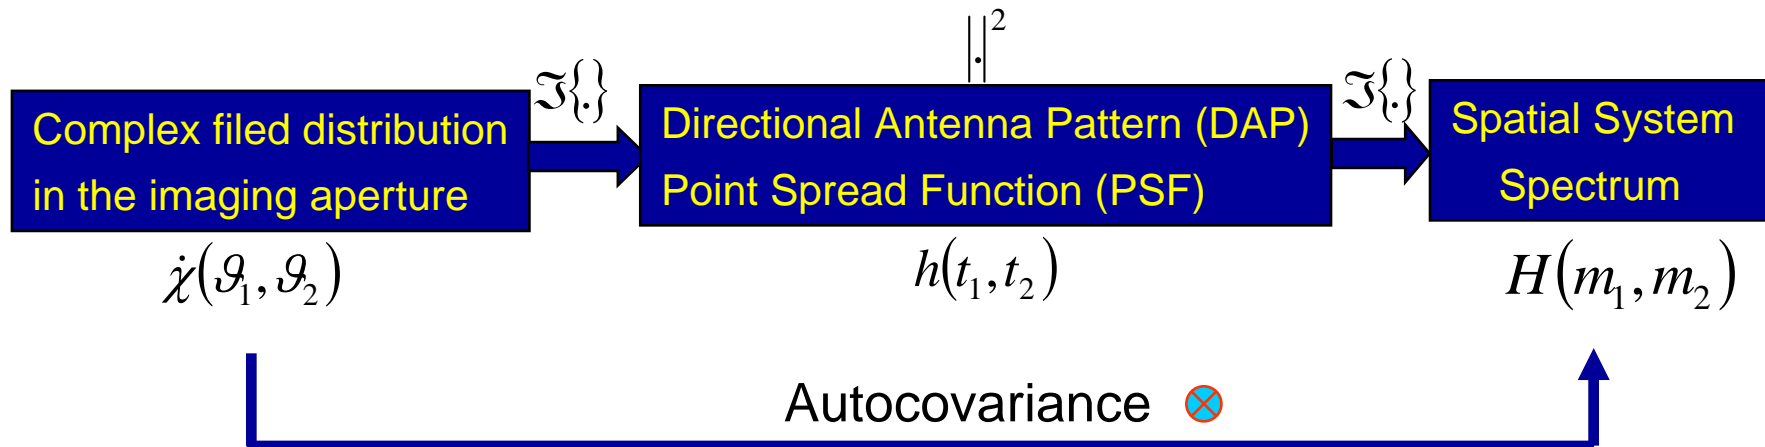 |.|²
ℑ{.}
ℑ{.}
Complex filed distribution
in the imaging aperture
Directional Antenna Pattern (DAP)
Point Spread Function (PSF)
Spatial System
Spectrum
χ̇(ϑ₁, ϑ₂)
h(t₁, t₂)
H(m₁, m₂)
Autocovariance ⊗